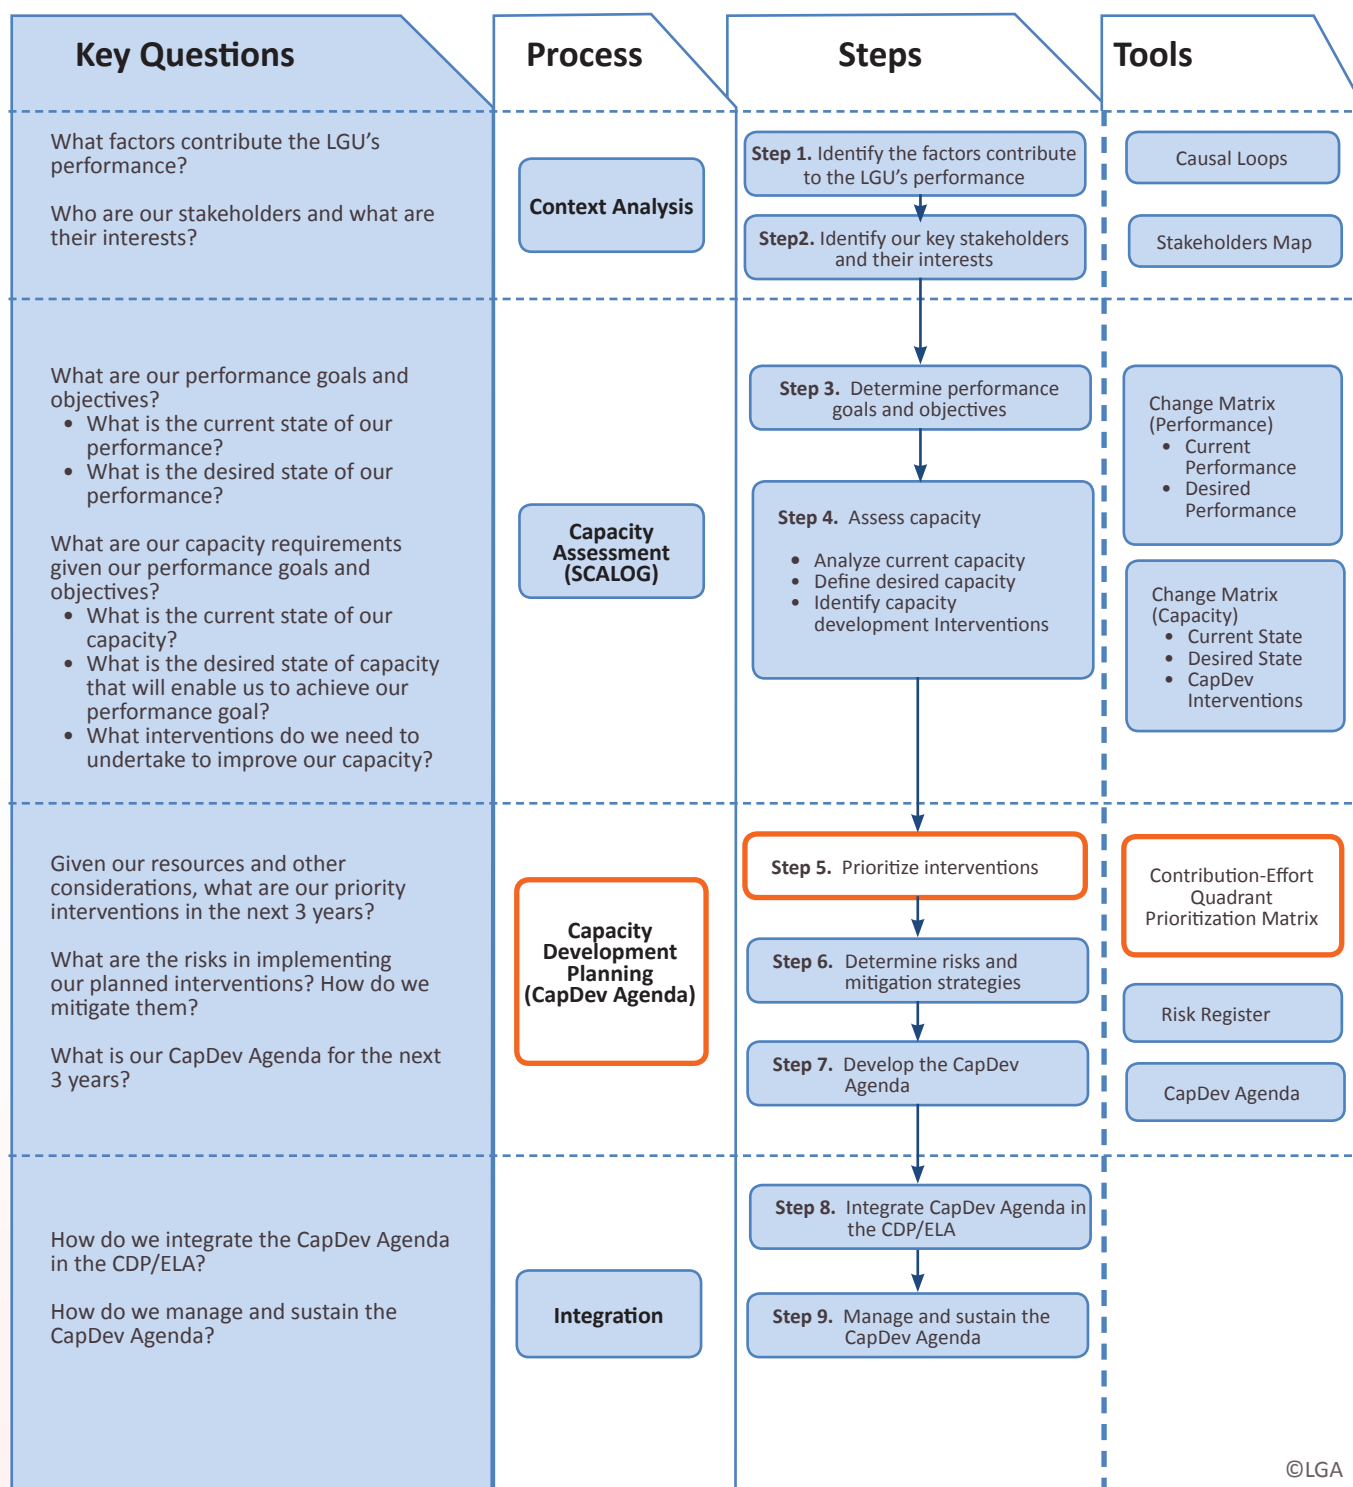 Key Questions
Process
Steps
Tools
What factors contribute the LGU's
performance?
Who are our stakeholders and what are
their interests?
Context Analysis
Step 1. Identify the factors contribute
to the LGU's performance
Step2. Identify our key stakeholders
and their interests
Causal Loops
Stakeholders Map
What are our performance goals and
objectives?
• What is the current state of our
performance?
• What is the desired state of our
performance?
What are our capacity requirements
given our performance goals and
objectives?
• What is the current state of our
capacity?
• What is the desired state of capacity
that will enable us to achieve our
performance goal?
• What interventions do we need to
undertake to improve our capacity?
Capacity
Assessment
(SCALOG)
Step 3. Determine performance
goals and objectives
Step 4. Assess capacity
• Analyze current capacity
• Define desired capacity
• Identify capacity
development Interventions
Change Matrix
(Performance)
• Current
Performance
• Desired
Performance
Change Matrix
(Capacity)
• Current State
• Desired State
• CapDev
Interventions
Given our resources and other
considerations, what are our priority
interventions in the next 3 years?
What are the risks in implementing
our planned interventions? How do we
mitigate them?
What is our CapDev Agenda for the next
3 years?
Capacity
Development
Planning
(CapDev Agenda)
Step 5. Prioritize interventions
Step 6. Determine risks and
mitigation strategies
Step 7. Develop the CapDev
Agenda
Contribution-Effort
Quadrant
Prioritization Matrix
Risk Register
CapDev Agenda
How do we integrate the CapDev Agenda
in the CDP/ELA?
How do we manage and sustain the
CapDev Agenda?
Integration
Step 8. Integrate CapDev Agenda in
the CDP/ELA
Step 9. Manage and sustain the
CapDev Agenda
©LGA